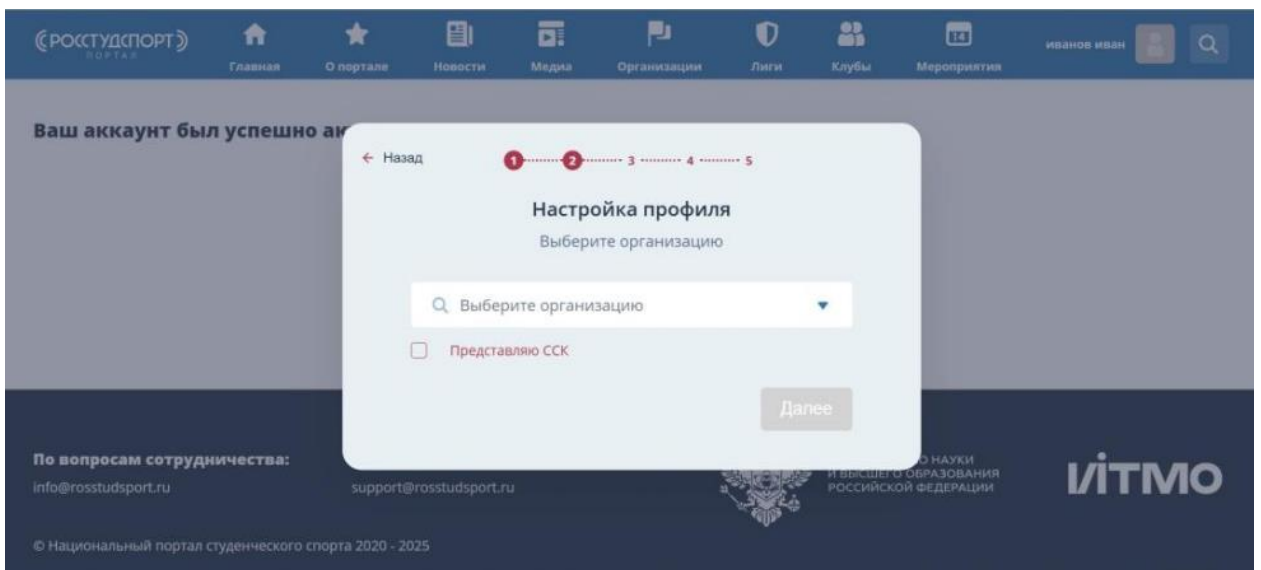 РОССТУДСПОРТ
ПОРТАЛ
Главная
О портале
Новости
Медиа
Организации
Лиги
Клубы
14
Мероприятия
иванов иван
Ваш аккаунт был успешно ак
← Назад
1 2 3 4 5
Настройка профиля
Выберите организацию
Выберите организацию
Представляю ССК
Далее
По вопросам сотрудничества:
info@rosstudsport.ru
support@rosstudsport.ru
О НАУКИ
И ВЫСШЕГО ОБРАЗОВАНИЯ
РОССИЙСКОЙ ФЕДЕРАЦИИ
ИТМО
© Национальный портал студенческого спорта 2020 - 2025